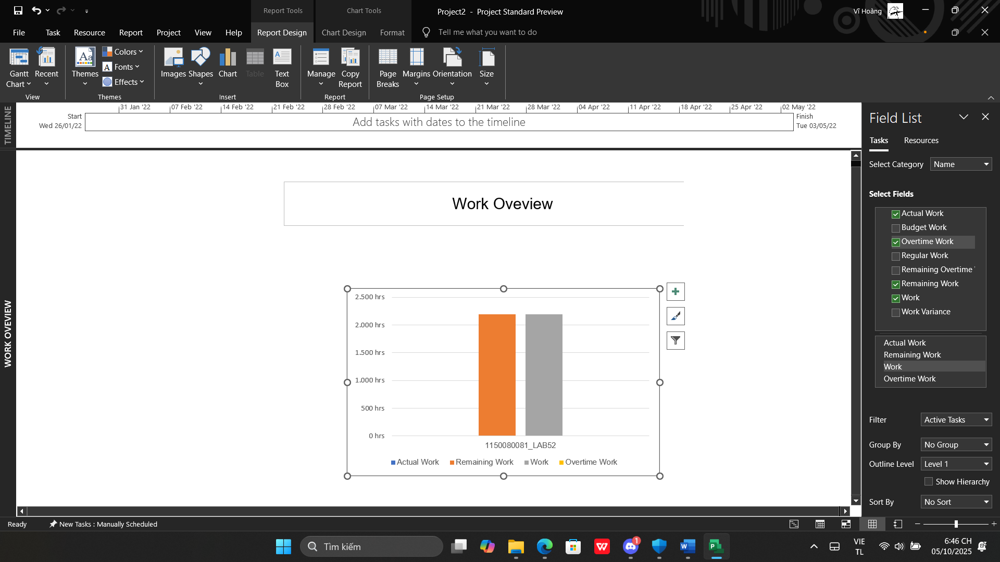 Report Tools
Chart Tools
Project2 - Project Standard Preview
Vĩ Hoàng
File
Task
Resource
Report
Project
View
Help
Report Design
Chart Design
Format
Tell me what you want to do
Gantt Chart
Recent
View
Aa
Themes
Colors
A Fonts
Effects
Themes
Images
Shapes
Chart
Table
A
Text Box
Insert
Manage
Copy Report
Report
Page Breaks
Margins
Orientation
Size
Page Setup
TIMELINE
Start
Wed 26/01/22
31 Jan '22
07 Feb '22
14 Feb '22
21 Feb '22
28 Feb '22
07 Mar '22
14 Mar '22
21 Mar '22
28 Mar '22
04 Apr '22
11 Apr '22
18 Apr '22
25 Apr '22
02 May '22
Add tasks with dates to the timeline
Finish
Tue 03/05/22
WORK OVEVIEW
Work Oveview
2.500 hrs
2.000 hrs
1.500 hrs
1.000 hrs
500 hrs
0 hrs
1150080081_LAB52
Actual Work
Remaining Work
Work
Overtime Work
Field List
Tasks
Resources
Select Category
Name
Select Fields
Actual Work
Budget Work
Overtime Work
Regular Work
Remaining Overtime
Remaining Work
Work
Work Variance
Actual Work
Remaining Work
Work
Overtime Work
Filter
Active Tasks
Group By
No Group
Outline Level
Level 1
Show Hierarchy
Sort By
No Sort
Ready
New Tasks : Manually Scheduled
Tìm kiếm
W
1
W
P
VIE
TL
6:46 CH
05/10/2025